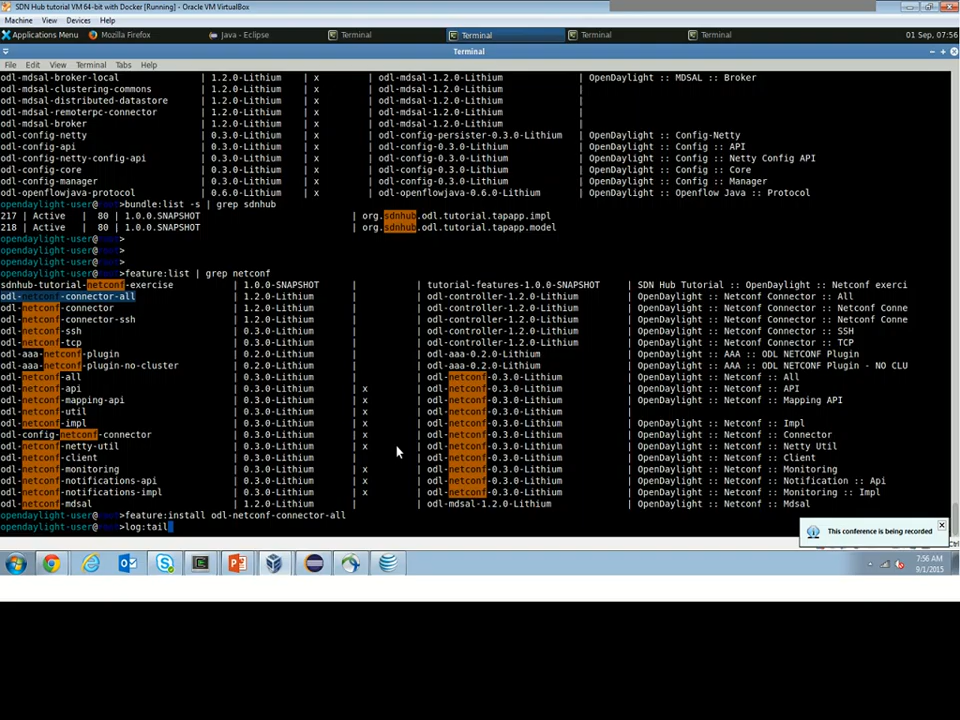 SDN Hub tutorial VM 64-bit with Docker [Running] - Oracle VM VirtualBox
Machine View Devices Help
Applications Menu Mozilla Firefox Java - Eclipse Terminal Terminal Terminal Terminal 01 Sep, 07:56
Terminal
File Edit View Terminal Tabs Help
odl-mdsal-broker-local | 1.2.0-Lithium | x | odl-mdsal-1.2.0-Lithium | OpenDaylight :: MDSAL :: Broker
odl-mdsal-clustering-commons | 1.2.0-Lithium | x | odl-mdsal-1.2.0-Lithium |
odl-mdsal-distributed-datastore | 1.2.0-Lithium | x | odl-mdsal-1.2.0-Lithium |
odl-mdsal-remoterpc-connector | 1.2.0-Lithium | x | odl-mdsal-1.2.0-Lithium |
odl-mdsal-broker | 1.2.0-Lithium | x | odl-mdsal-1.2.0-Lithium |
odl-config-netty | 0.3.0-Lithium | x | odl-config-persister-0.3.0-Lithium | OpenDaylight :: Config-Netty
odl-config-api | 0.3.0-Lithium | x | odl-config-0.3.0-Lithium | OpenDaylight :: Config :: API
odl-config-netty-config-api | 0.3.0-Lithium | x | odl-config-0.3.0-Lithium | OpenDaylight :: Config :: Netty Config API
odl-config-core | 0.3.0-Lithium | x | odl-config-0.3.0-Lithium | OpenDaylight :: Config :: Core
odl-config-manager | 0.3.0-Lithium | x | odl-config-0.3.0-Lithium | OpenDaylight :: Config :: Manager
odl-openflowjava-protocol | 0.6.0-Lithium | x | odl-openflowjava-0.6.0-Lithium | OpenDaylight :: Openflow Java :: Protocol
opendaylight-user@root>bundle:list -s | grep sdnhub
217 | Active | 80 | 1.0.0.SNAPSHOT | org.sdnhub.odl.tutorial.tapapp.impl
218 | Active | 80 | 1.0.0.SNAPSHOT | org.sdnhub.odl.tutorial.tapapp.model
opendaylight-user@root>
opendaylight-user@root>
opendaylight-user@root>feature:list | grep netconf
sdnhub-tutorial-netconf-exercise | 1.0.0-SNAPSHOT | | tutorial-features-1.0.0-SNAPSHOT | SDN Hub Tutorial :: OpenDaylight :: Netconf exerci
odl-netconf-connector-all | 1.2.0-Lithium | | odl-controller-1.2.0-Lithium | OpenDaylight :: Netconf Connector :: All
odl-netconf-connector | 1.2.0-Lithium | | odl-controller-1.2.0-Lithium | OpenDaylight :: Netconf Connector :: Netconf Conne
odl-netconf-connector-ssh | 1.2.0-Lithium | | odl-controller-1.2.0-Lithium | OpenDaylight :: Netconf Connector :: Netconf Conne
odl-netconf-ssh | 0.3.0-Lithium | | odl-controller-1.2.0-Lithium | OpenDaylight :: Netconf Connector :: SSH
odl-netconf-tcp | 0.3.0-Lithium | | odl-controller-1.2.0-Lithium | OpenDaylight :: Netconf Connector :: TCP
odl-aaa-netconf-plugin | 0.2.0-Lithium | | odl-aaa-0.2.0-Lithium | OpenDaylight :: AAA :: ODL NETCONF Plugin
odl-aaa-netconf-plugin-no-cluster | 0.2.0-Lithium | | odl-aaa-0.2.0-Lithium | OpenDaylight :: AAA :: ODL NETCONF Plugin - NO CLU
odl-netconf-all | 0.3.0-Lithium | | odl-netconf-0.3.0-Lithium | OpenDaylight :: Netconf :: All
odl-netconf-api | 0.3.0-Lithium | x | odl-netconf-0.3.0-Lithium | OpenDaylight :: Netconf :: API
odl-netconf-mapping-api | 0.3.0-Lithium | x | odl-netconf-0.3.0-Lithium | OpenDaylight :: Netconf :: Mapping API
odl-netconf-util | 0.3.0-Lithium | x | odl-netconf-0.3.0-Lithium |
odl-netconf-impl | 0.3.0-Lithium | x | odl-netconf-0.3.0-Lithium | OpenDaylight :: Netconf :: Impl
odl-config-netconf-connector | 0.3.0-Lithium | x | odl-netconf-0.3.0-Lithium | OpenDaylight :: Netconf :: Connector
odl-netconf-netty-util | 0.3.0-Lithium | x | odl-netconf-0.3.0-Lithium | OpenDaylight :: Netconf :: Netty Util
odl-netconf-client | 0.3.0-Lithium | | odl-netconf-0.3.0-Lithium | OpenDaylight :: Netconf :: Client
odl-netconf-monitoring | 0.3.0-Lithium | x | odl-netconf-0.3.0-Lithium | OpenDaylight :: Netconf :: Monitoring
odl-netconf-notifications-api | 0.3.0-Lithium | x | odl-netconf-0.3.0-Lithium | OpenDaylight :: Netconf :: Notification :: Api
odl-netconf-notifications-impl | 0.3.0-Lithium | x | odl-netconf-0.3.0-Lithium | OpenDaylight :: Netconf :: Monitoring :: Impl
odl-netconf-mdsal | 1.2.0-Lithium | | odl-mdsal-1.2.0-Lithium | OpenDaylight :: Netconf :: Mdsal
opendaylight-user@root>feature:install odl-netconf-connector-all
opendaylight-user@root>log:tail
This conference is being recorded
7:56 AM
9/1/2015